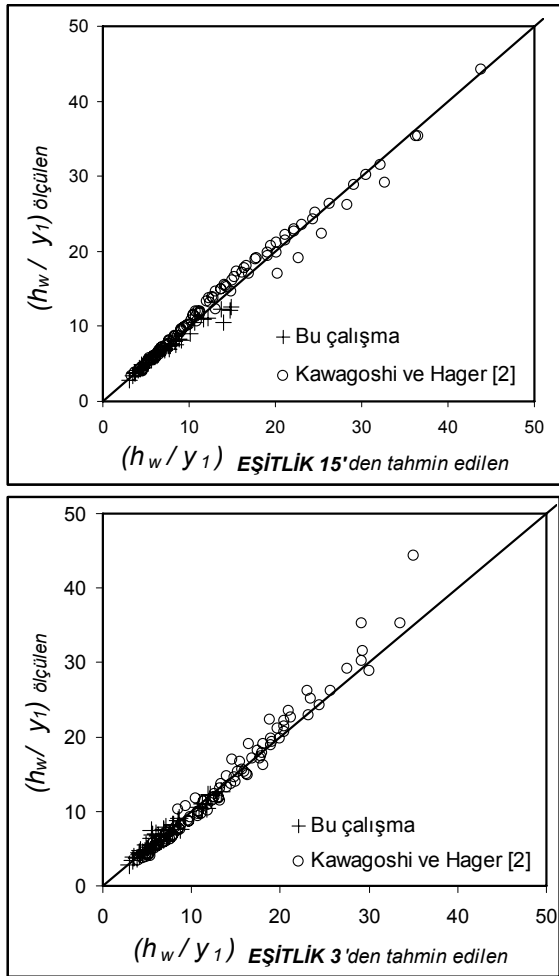 50
40
30
20
10
0
(hw / y1) ölçülen
+ Bu çalışma
○ Kawagoshi ve Hager [2]
0 10 20 30 40 50
(hw / y1) EŞİTLİK 15'den tahmin edilen
50
40
30
20
10
0
(hw/ y1) ölçülen
+ Bu çalışma
○ Kawagoshi ve Hager [2]
0 10 20 30 40 50
(hw / y1) EŞİTLİK 3'den tahmin edilen